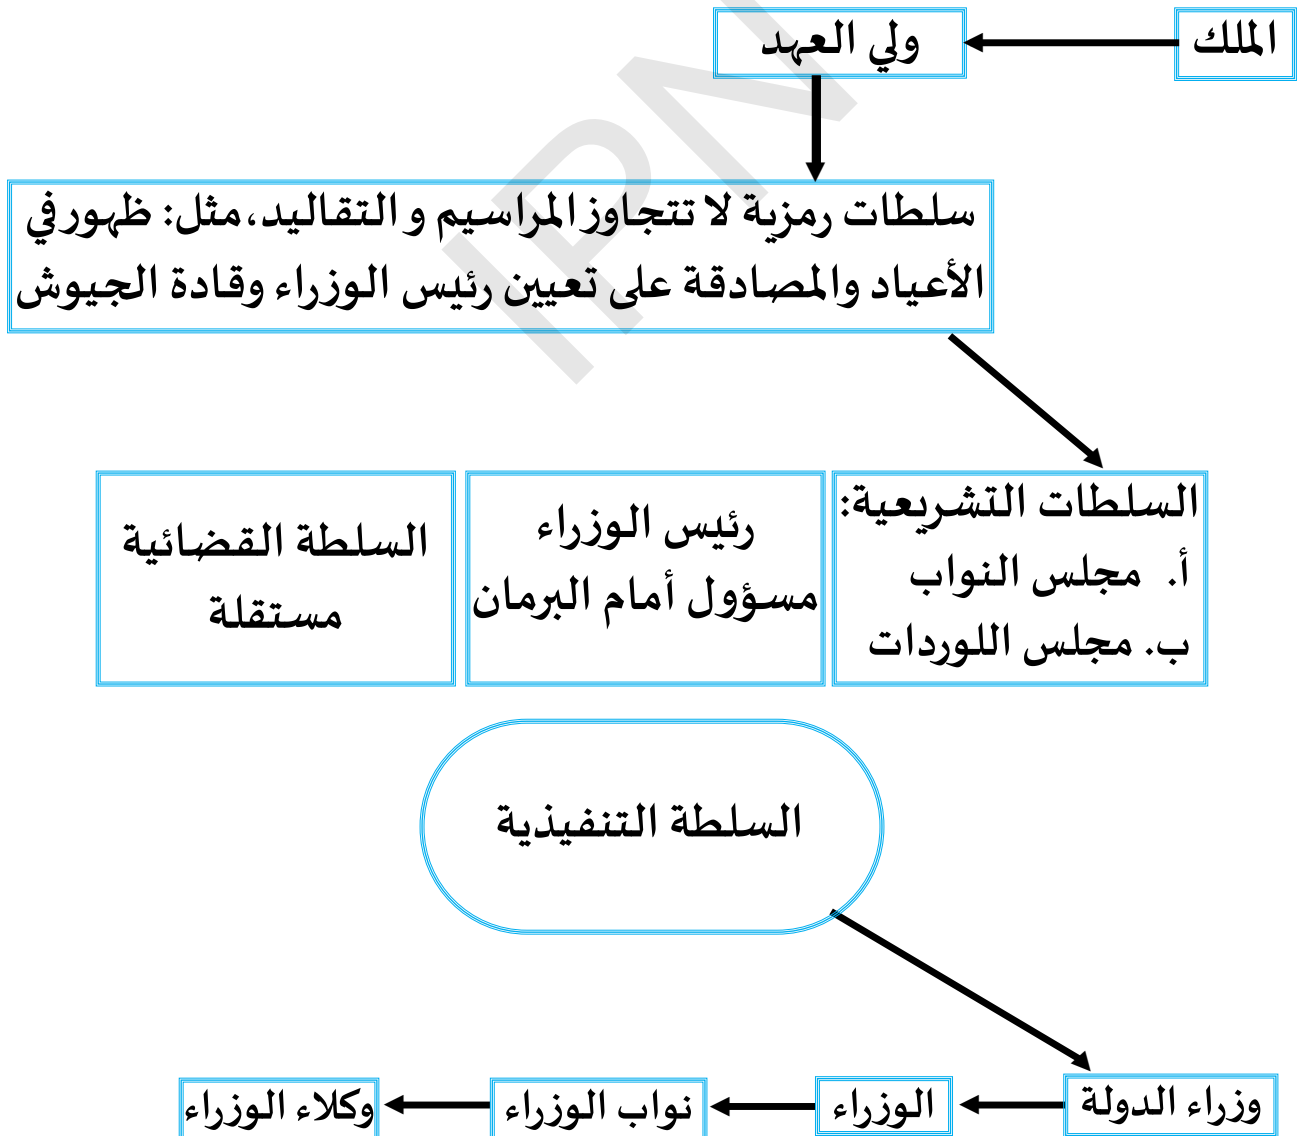 الملك
ولي العهد
سلطات رمزية لا تتجاوز المراسيم و التقاليد، مثل: ظهور في
الأعياد والمصادقة على تعيين رئيس الوزراء وقادة الجيوش
السلطات التشريعية:
أ. مجلس النواب
ب. مجلس اللوردات
رئيس الوزراء
مسؤول أمام البرمان
السلطة القضائية
مستقلة
السلطة التنفيذية
وزراء الدولة
الوزراء
نواب الوزراء
وكلاء الوزراء
IPN